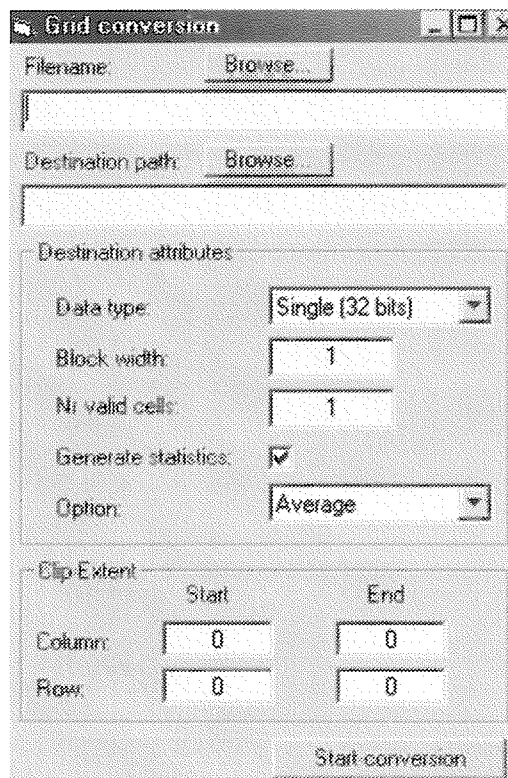 Grid conversion
Filename: Browse...
Destination path: Browse...
Destination attributes
Data type: Single (32 bits)
Block width: 1
Nr valid cells: 1
Generate statistics:
Option: Average
Clip Extent
Start End
Column: 0 0
Row: 0 0
Start conversion